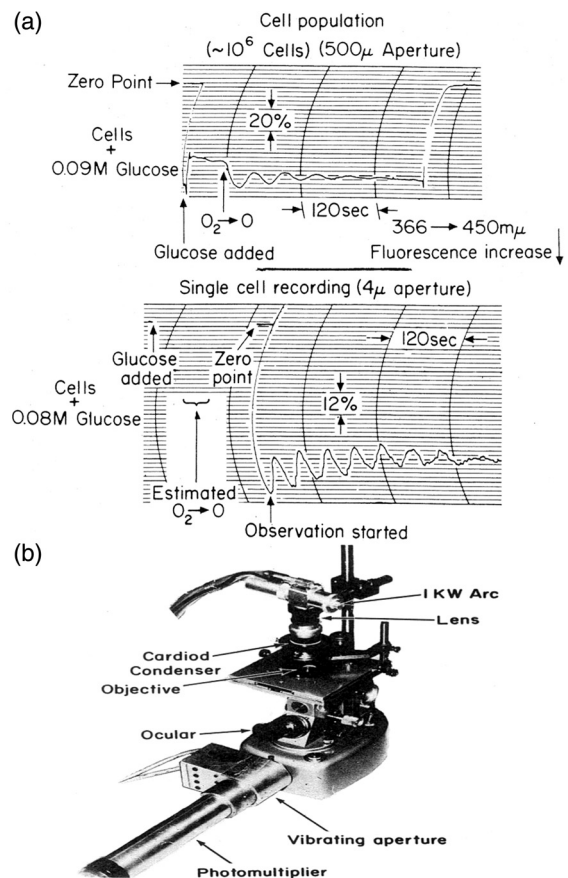 (a)
Cell population
(~10⁶ Cells) (500μ Aperture)
Zero Point
20%
Cells
+
0.09M Glucose
O₂→O
120sec
366→450mμ
Glucose added
Fluorescence increase
Single cell recording (4μ aperture)
Glucose
added
Zero
point
120sec
Cells
+
0.08M Glucose
12%
Estimated
O₂→O
Observation started
(b)
1 KW Arc
Lens
Cardiod
Condenser
Objective
Ocular
Vibrating aperture
Photomultiplier